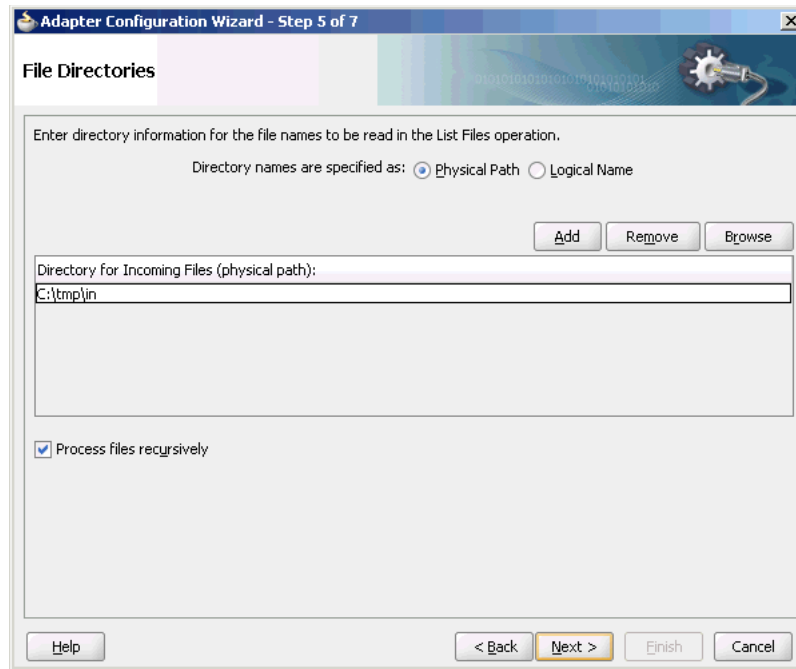 Adapter Configuration Wizard - Step 5 of 7
File Directories
Enter directory information for the file names to be read in the List Files operation.
Directory names are specified as: Physical Path Logical Name
Add Remove Browse
Directory for Incoming Files (physical path):
C:\tmp\in
Process files recursively
Help < Back Next > Finish Cancel